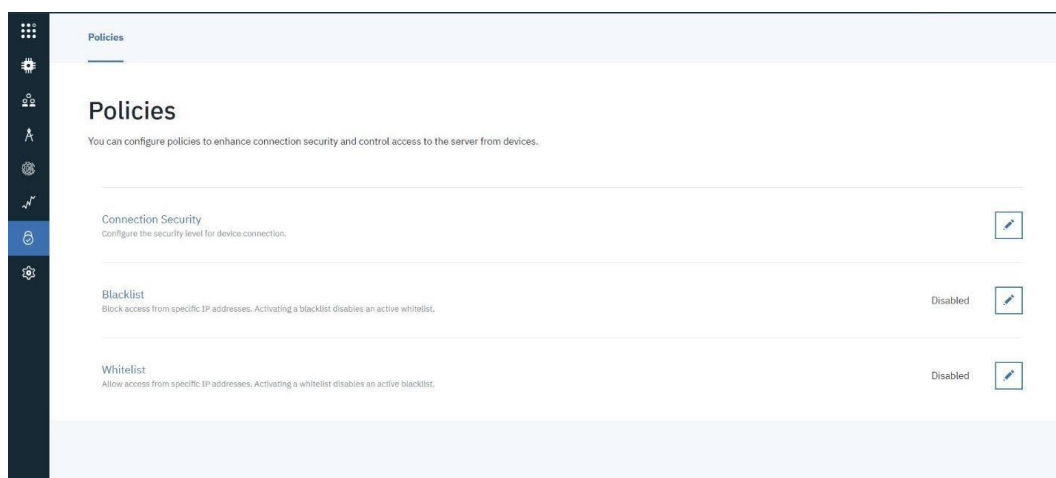 Policies
Policies
You can configure policies to enhance connection security and control access to the server from devices.
Connection Security
Configure the security level for device connection.
Blacklist
Block access from specific IP addresses. Activating a blacklist disables an active whitelist.
Disabled
Whitelist
Allow access from specific IP addresses. Activating a whitelist disables an active blacklist.
Disabled